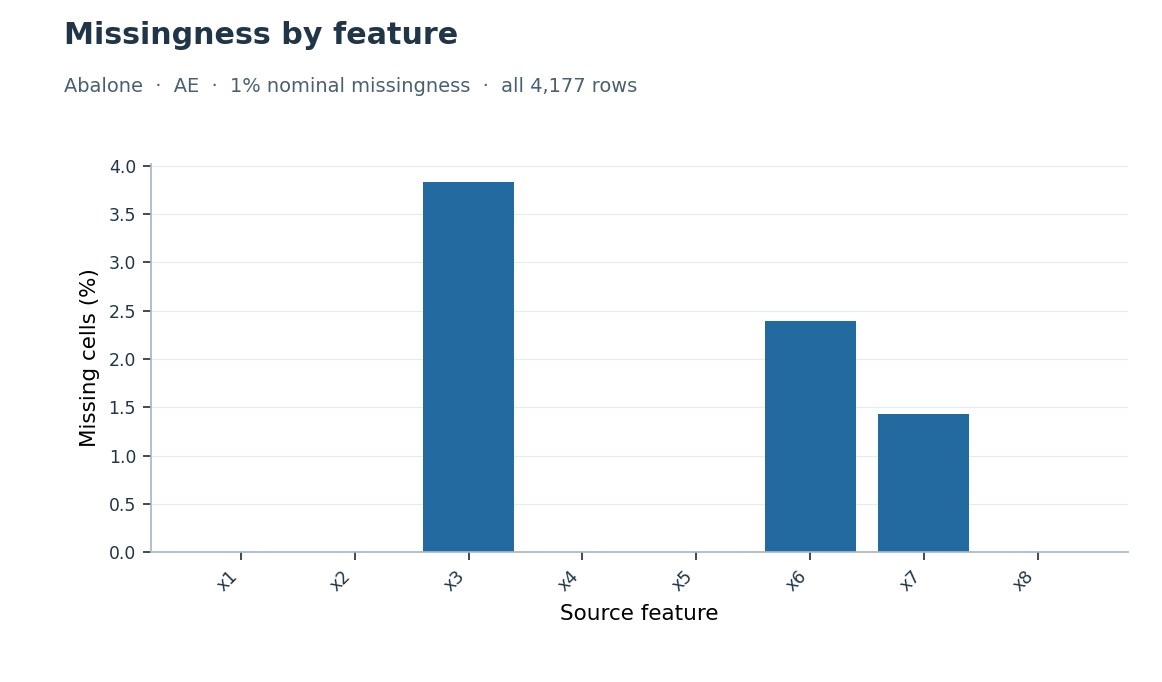 Missingness by feature
Abalone · AE · 1% nominal missingness · all 4,177 rows
4.0
3.5
3.0
2.5
2.0
1.5
1.0
0.5
0.0
Missing cells (%)
x1 x2 x3 x4 x5 x6 x7 x8
Source feature